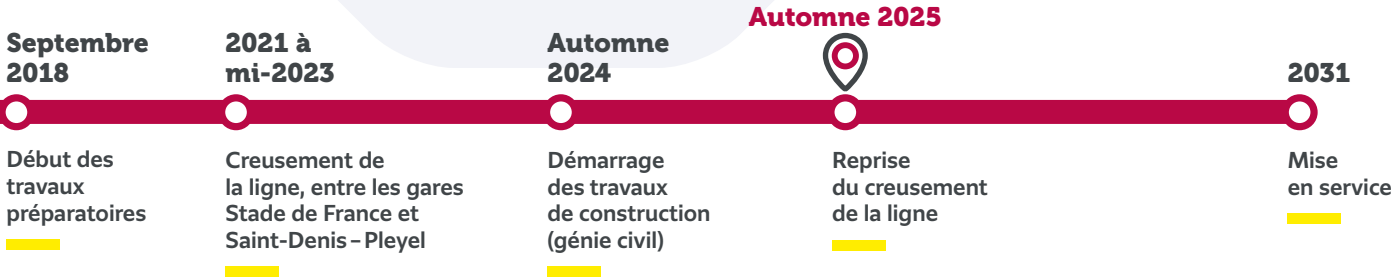 Septembre
2018
Début des
travaux
préparatoires
2021 à
mi-2023
Creusement de
la ligne, entre les gares
Stade de France et
Saint-Denis – Pleyel
Automne
2024
Démarrage
des travaux
de construction
(génie civil)
Automne 2025
Reprise
du creusement
de la ligne
2031
Mise
en service